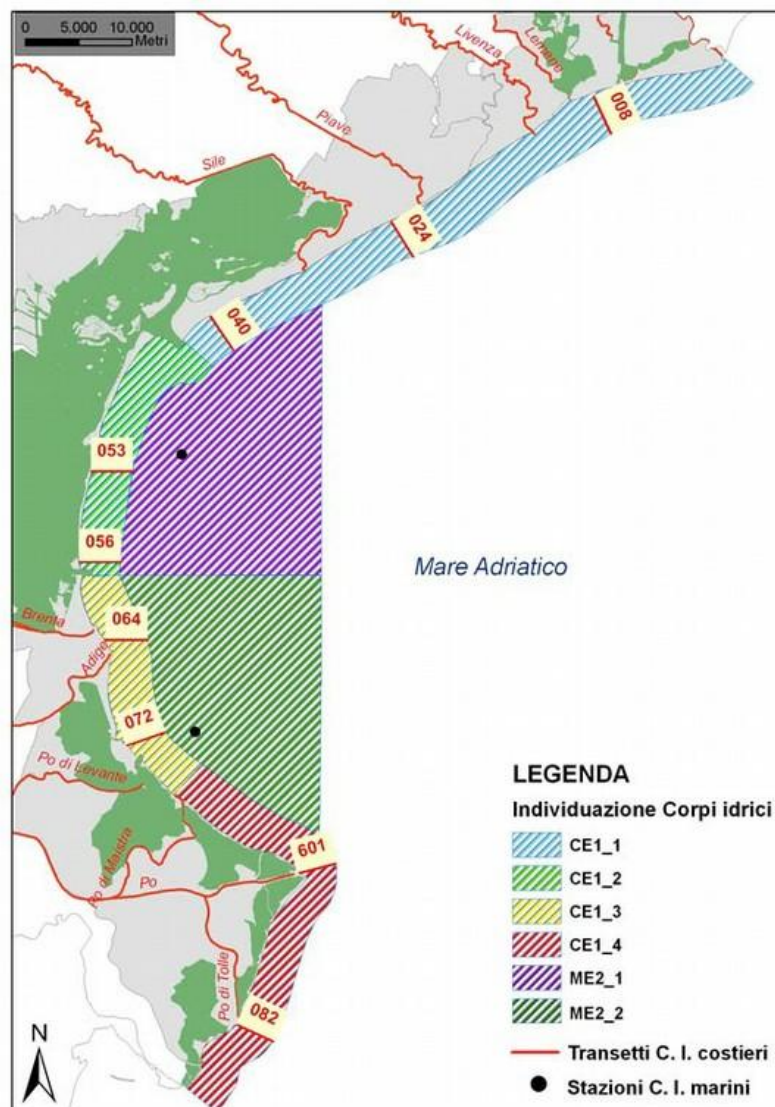 0 5.000 10.000
Metri
Livenza
Lemene
008
Piave
Sile
024
040
053
056
Mare Adriatico
064
Brenta
Adige
072
Po di Levante
Po di Maistra
601
Po
Po di Tolle
082
N
LEGENDA
Individuazione Corpi idrici
CE1_1
CE1_2
CE1_3
CE1_4
ME2_1
ME2_2
Transetti C. I. costieri
Stazioni C. I. marini